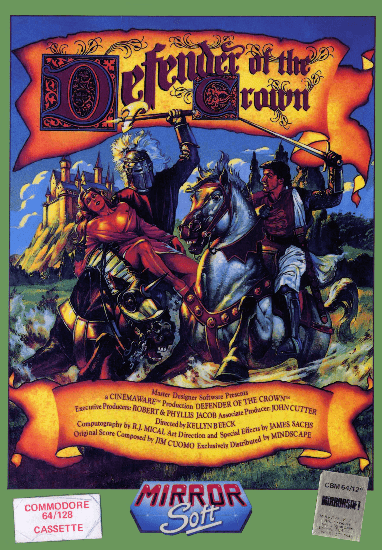 Defender of the
Crown
Master Designer Software Presents
a CINEMAWARE™ Production DEFENDER OF THE CROWN™
Executive Producers: ROBERT & PHYLLIS JACOB Associate Producer: JOHN CUTTER
Directed by KELLYN BEECK
Computography by R.J. MICAL Art Direction and Special Effects by JAMES SACHS
Original Score Composed by JIM CUOMO Exclusively Distributed by MINDSCAPE
COMMODORE
64/128
CASSETTE
MIRROR
Soft
CBM 64/128
MIRRORSOFT